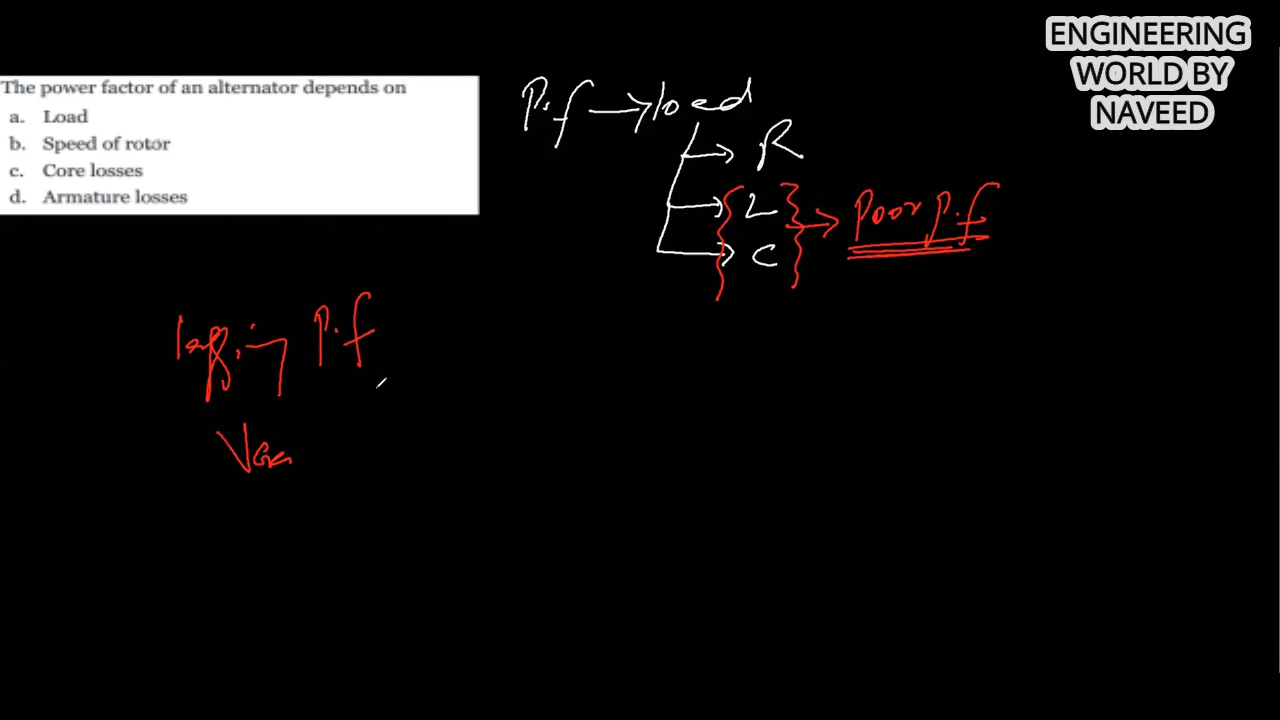 ENGINEERING
WORLD BY
NAVEED
The power factor of an alternator depends on
a. Load
b. Speed of rotor
c. Core losses
d. Armature losses
P.f → load
→ R
→ L
→ C
→ Poor P.f
lagging P.f